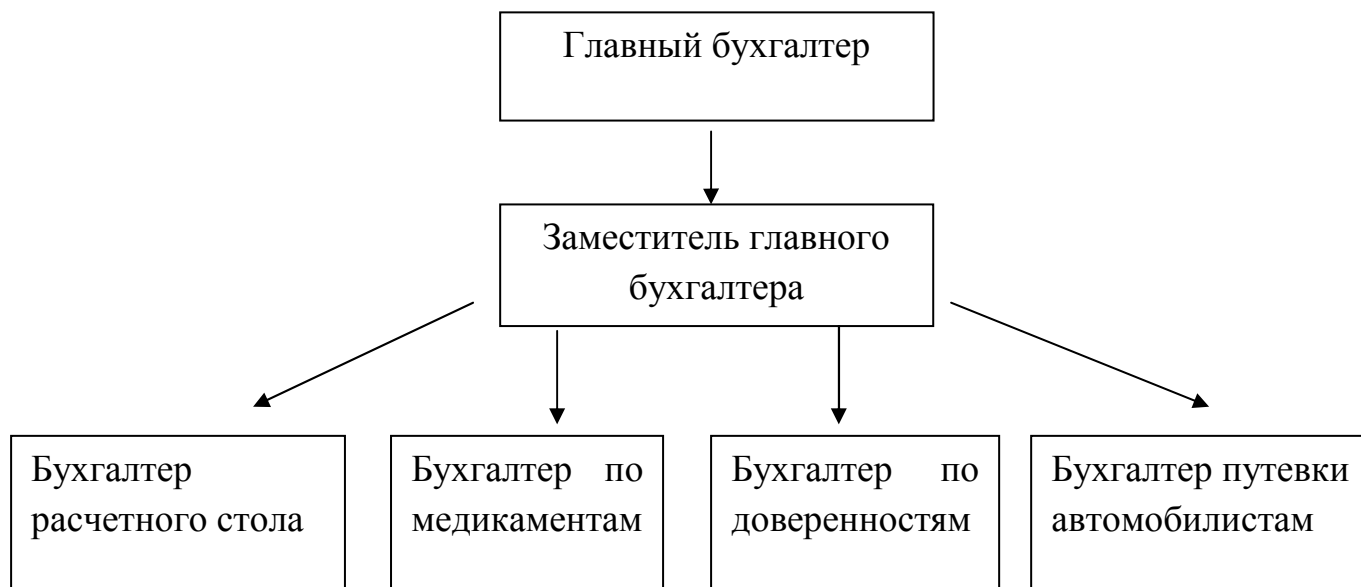 Главный бухгалтер
Заместитель главного
бухгалтера
Бухгалтер
расчетного стола
Бухгалтер по
медикаментам
Бухгалтер по
доверенностям
Бухгалтер путевки
автомобилистам